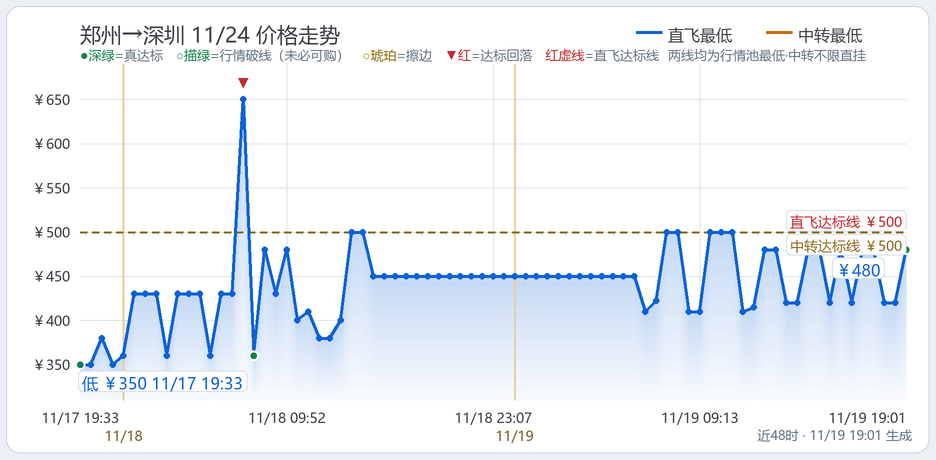 郑州→深圳 11/24 价格走势
直飞最低 中转最低
●深绿=真达标 ○描绿=行情破线（未必可购） ○琥珀=擦边 ▼红=达标回落 红虚线=直飞达标线 两线均为行情池最低·中转不限直挂
¥650
¥600
¥550
¥500
¥450
¥400
¥350
直飞达标线 ¥500
中转达标线 ¥500
¥480
低 ¥350 11/17 19:33
11/17 19:33 11/18 09:52 11/18 23:07 11/19 09:13 11/19 19:01
11/18 11/19
近48时 · 11/19 19:01 生成